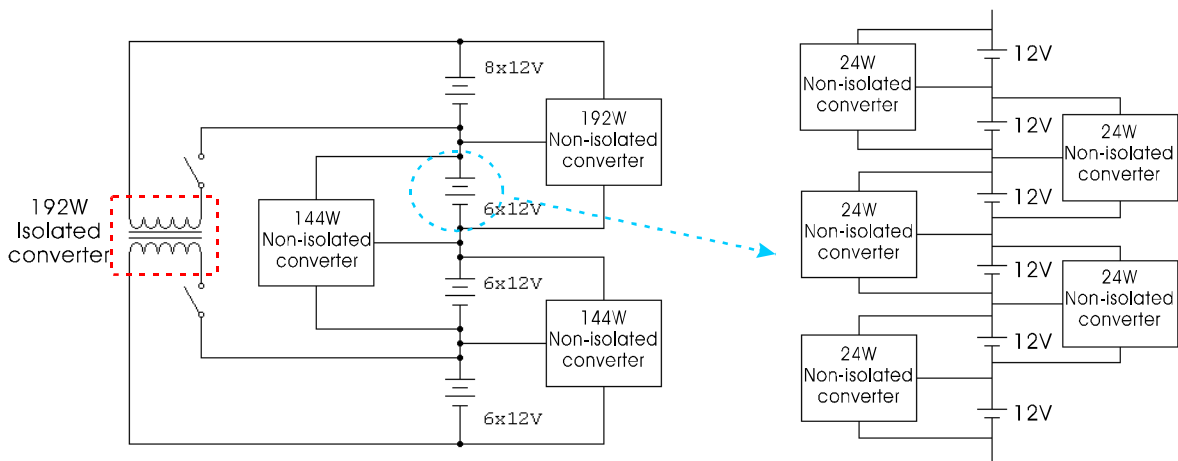 8x12V
192W
Non-isolated
converter
6x12V
192W
Isolated
converter
144W
Non-isolated
converter
6x12V
144W
Non-isolated
converter
6x12V
24W
Non-isolated
converter
12V
12V
24W
Non-isolated
converter
12V
24W
Non-isolated
converter
12V
24W
Non-isolated
converter
12V
24W
Non-isolated
converter
12V